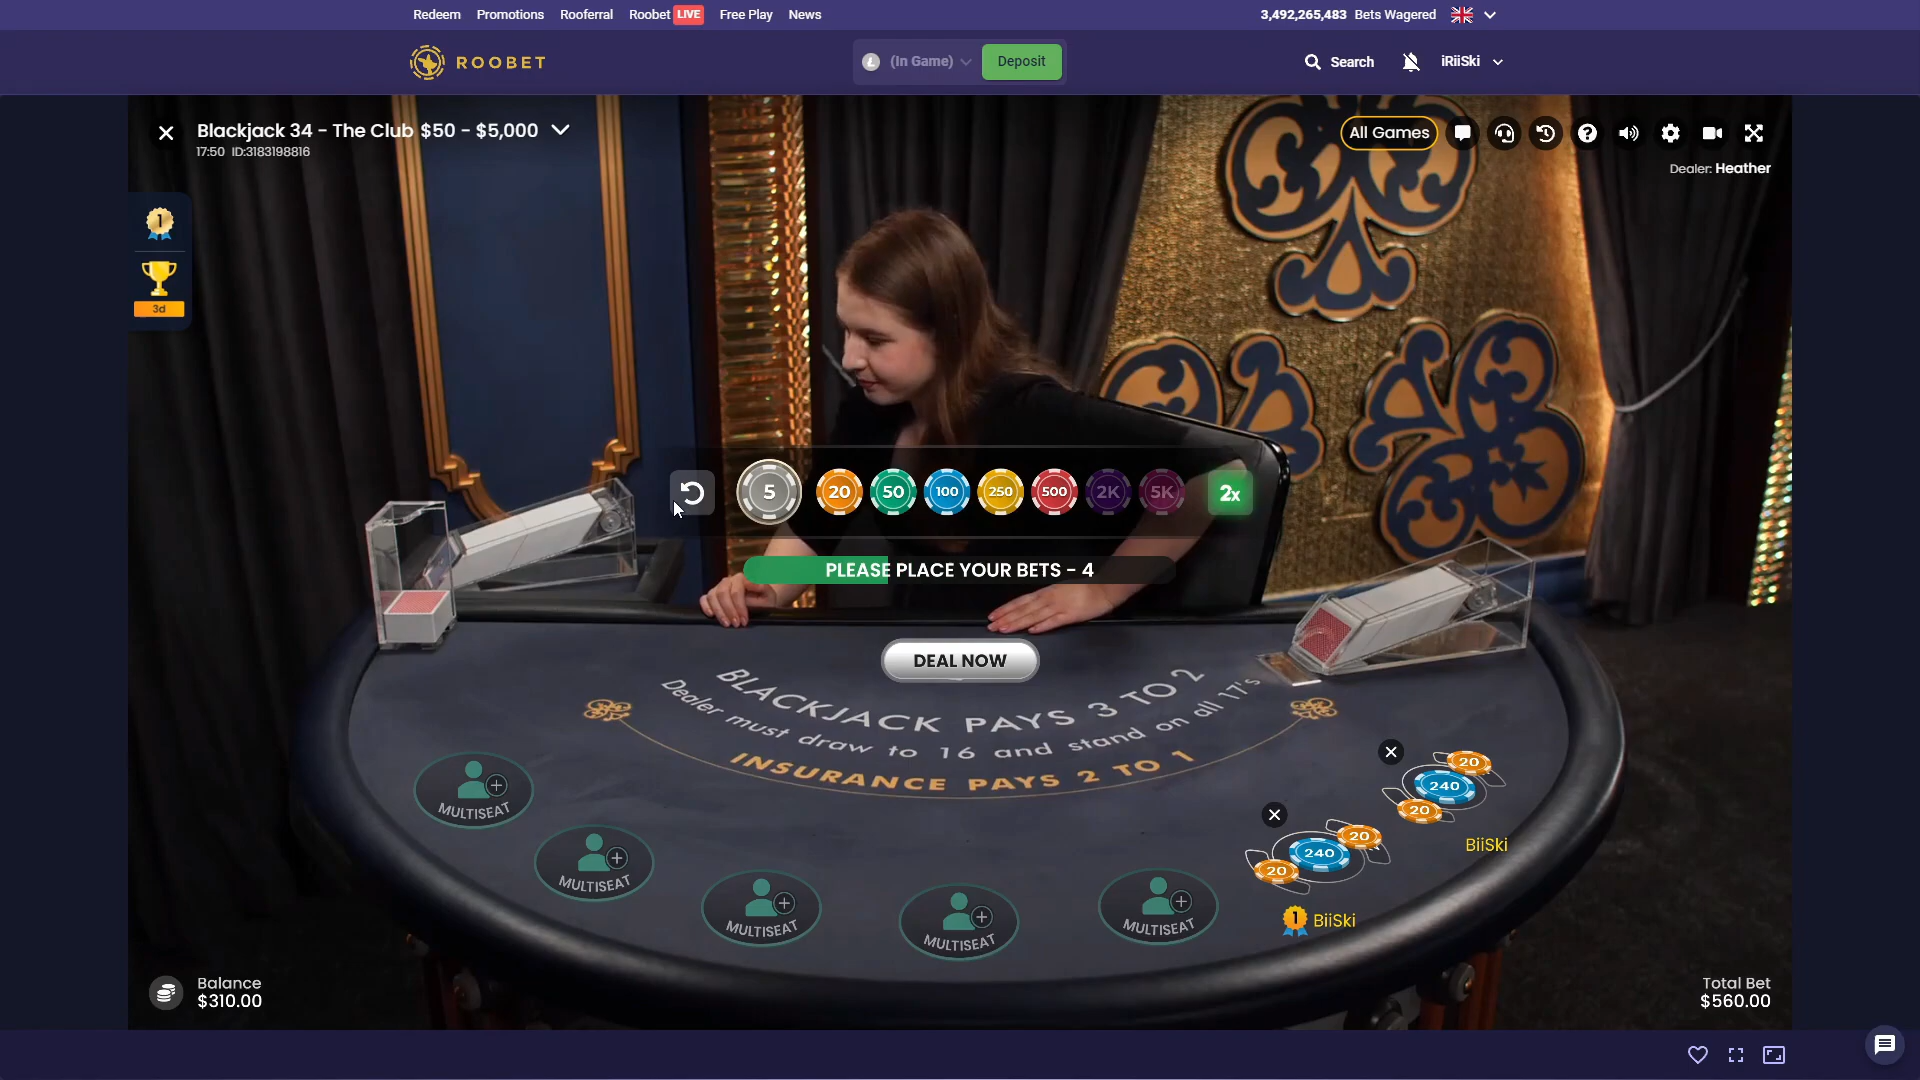 Redeem Promotions Rooferral Roobet LIVE Free Play News 3,492,265,483 Bets Wagered
ROOBET (In Game) Deposit Search iRiiSki
Blackjack 34 - The Club $50 - $5,000
17:50 ID:3183198816
All Games
Dealer: Heather
1
3d
5 20 50 100 250 500 2K 5K 2x
PLEASE PLACE YOUR BETS - 4
DEAL NOW
BLACKJACK PAYS 3 TO 2
Dealer must draw to 16 and stand on all 17's
INSURANCE PAYS 2 TO 1
20
240
20
BiiSki
20
240
20
1 BiiSki
MULTISEAT
MULTISEAT
MULTISEAT
MULTISEAT
MULTISEAT
Balance
$310.00
Total Bet
$560.00